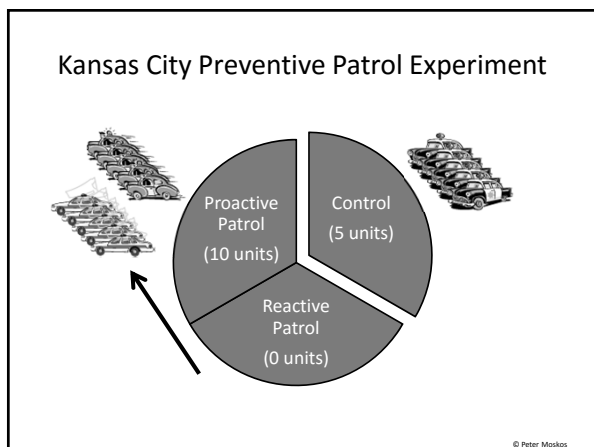 Kansas City Preventive Patrol Experiment
Proactive
Patrol
(10 units)
Control
(5 units)
Reactive
Patrol
(0 units)
© Peter Moskos